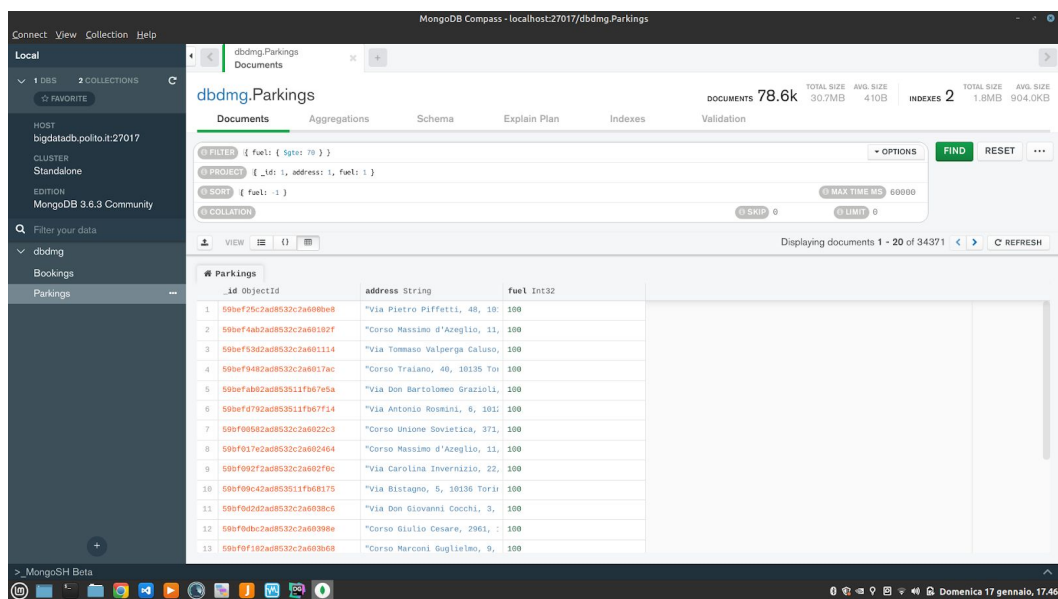 MongoDB Compass - localhost:27017/dbdmg.Parkings
Connect View Collection Help
Local
dbdmg.Parkings
Documents
1 DBS 2 COLLECTIONS
FAVORITE
HOST
bigdatadb.polito.it:27017
CLUSTER
Standalone
EDITION
MongoDB 3.6.3 Community
Filter your data
dbdmg
Bookings
Parkings
dbdmg.Parkings
DOCUMENTS 78.6k TOTAL SIZE 30.7MB AVG. SIZE 410B INDEXES 2 TOTAL SIZE 1.8MB AVG. SIZE 904.0KB
Documents Aggregations Schema Explain Plan Indexes Validation
FILTER { fuel: { $gte: 70 } } OPTIONS FIND RESET
PROJECT { _id: 1, address: 1, fuel: 1 }
SORT { fuel: -1 } MAX TIME MS 60000
COLLATION SKIP 0 LIMIT 0
VIEW Displaying documents 1 - 20 of 34371 REFRESH
Parkings
_id ObjectId address String fuel Int32
1 59bef25c2ad8532c2a600be8 "Via Pietro Piffetti, 48, 10: 100
2 59bef4ab2ad8532c2a60102f "Corso Massimo d'Azeglio, 11, 100
3 59bef53d2ad8532c2a601114 "Via Tommaso Valperga Caluso, 100
4 59bef9482ad8532c2a6017ac "Corso Traiano, 40, 10135 Tor 100
5 59befab62ad853511fb67e5a "Via Don Bartolomeo Grazioli, 100
6 59befd792ad853511fb67f14 "Via Antonio Rosmini, 6, 1012 100
7 59bf00582ad8532c2a6022c3 "Corso Unione Sovietica, 371, 100
8 59bf017e2ad8532c2a602464 "Corso Massimo d'Azeglio, 11, 100
9 59bf092f2ad8532c2a602f0c "Via Carolina Invernizio, 22, 100
10 59bf09c42ad853511fb68175 "Via Bistagno, 5, 10136 Torin 100
11 59bf0d2d2ad8532c2a6038c6 "Via Don Giovanni Cocchi, 3, 100
12 59bf0dbc2ad8532c2a60398e "Corso Giulio Cesare, 2961, 100
13 59bf0f102ad8532c2a603b68 "Corso Marconi Guglielmo, 9, 100
>_MongoSH Beta
Domenica 17 gennaio, 17.46